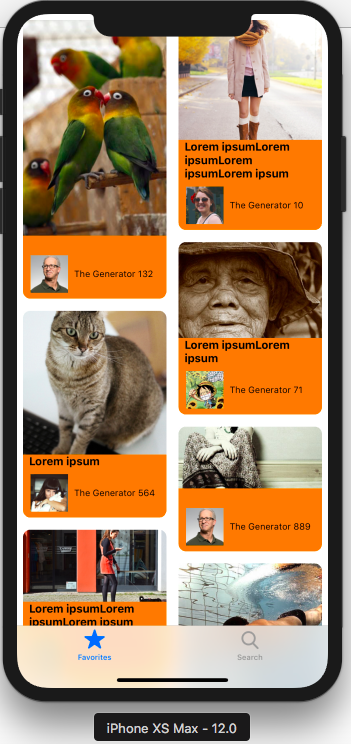 The Generator 132
Lorem ipsum
The Generator 564
Lorem ipsumLorem
ipsumLorem ipsum
Lorem ipsumLorem
ipsumLorem
ipsumLorem ipsum
The Generator 10
Lorem ipsumLorem
ipsum
The Generator 71
The Generator 889
Favorites
Search
iPhone XS Max - 12.0